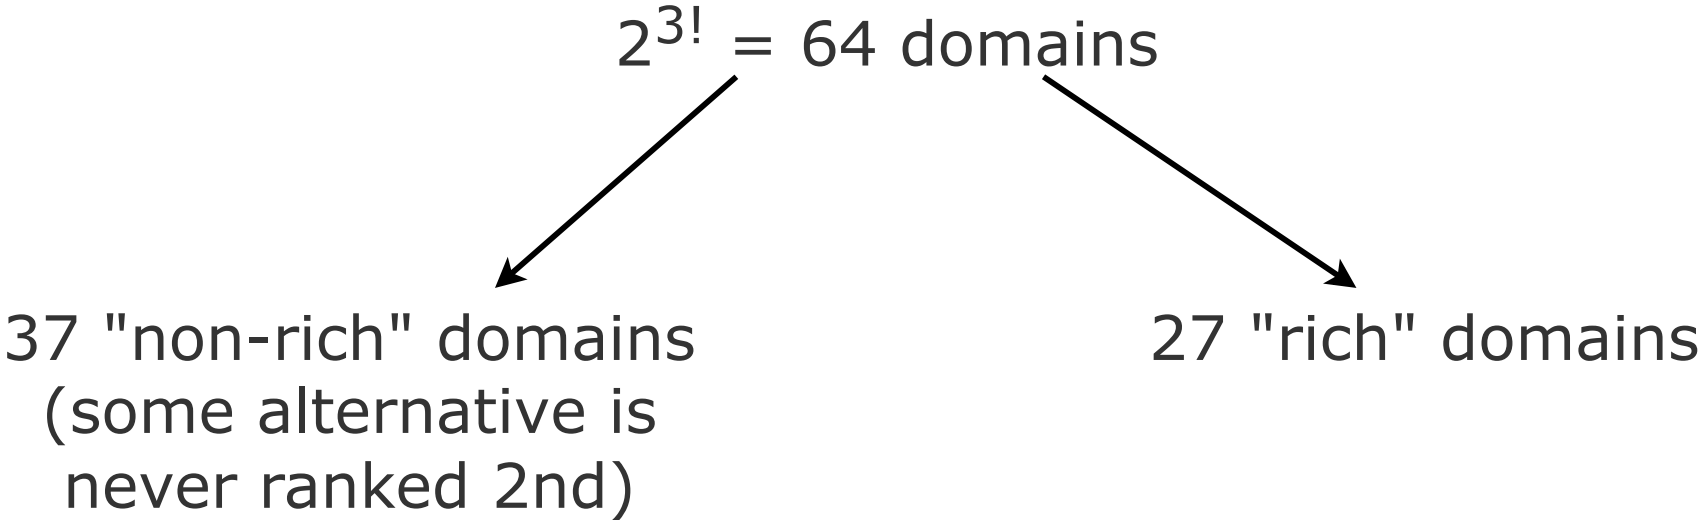 2^{3!} = 64 domains
37 "non-rich" domains
(some alternative is
never ranked 2nd)
27 "rich" domains